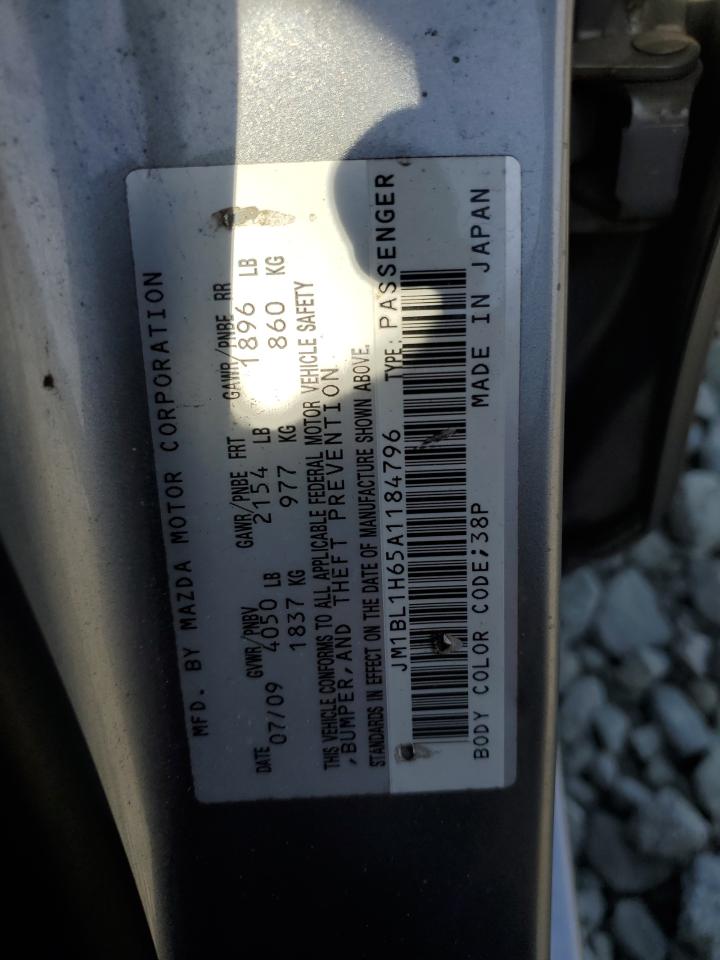 MFD. BY MAZDA MOTOR CORPORATION
DATE GVWR/PNBV GAWR/PNBE FRT GAWR/PNBE RR
07/09 4050 LB 2154 LB 1896 LB
1837 KG 977 KG 860 KG
THIS VEHICLE CONFORMS TO ALL APPLICABLE FEDERAL MOTOR VEHICLE SAFETY
,BUMPER,AND THEFT PREVENTION
STANDARDS IN EFFECT ON THE DATE OF MANUFACTURE SHOWN ABOVE.
JM1BL1H65A1184796 TYPE: PASSENGER
BODY COLOR CODE;38P MADE IN JAPAN